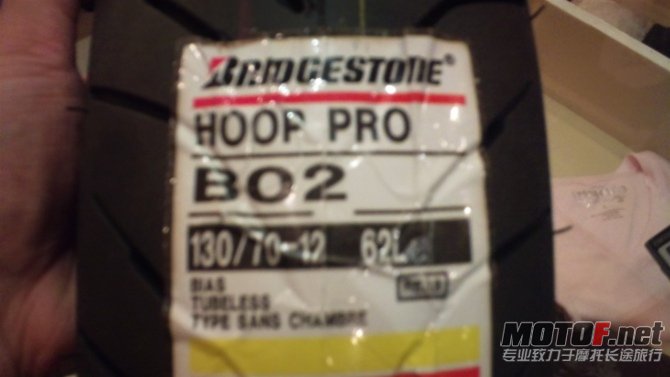 BRIDGESTONE®
HOOP PRO
B02
130/70-12 62L
BIAS
TUBELESS
TYPE SANS CHAMBRE
MOTOF.net
专业致力于摩托长途旅行